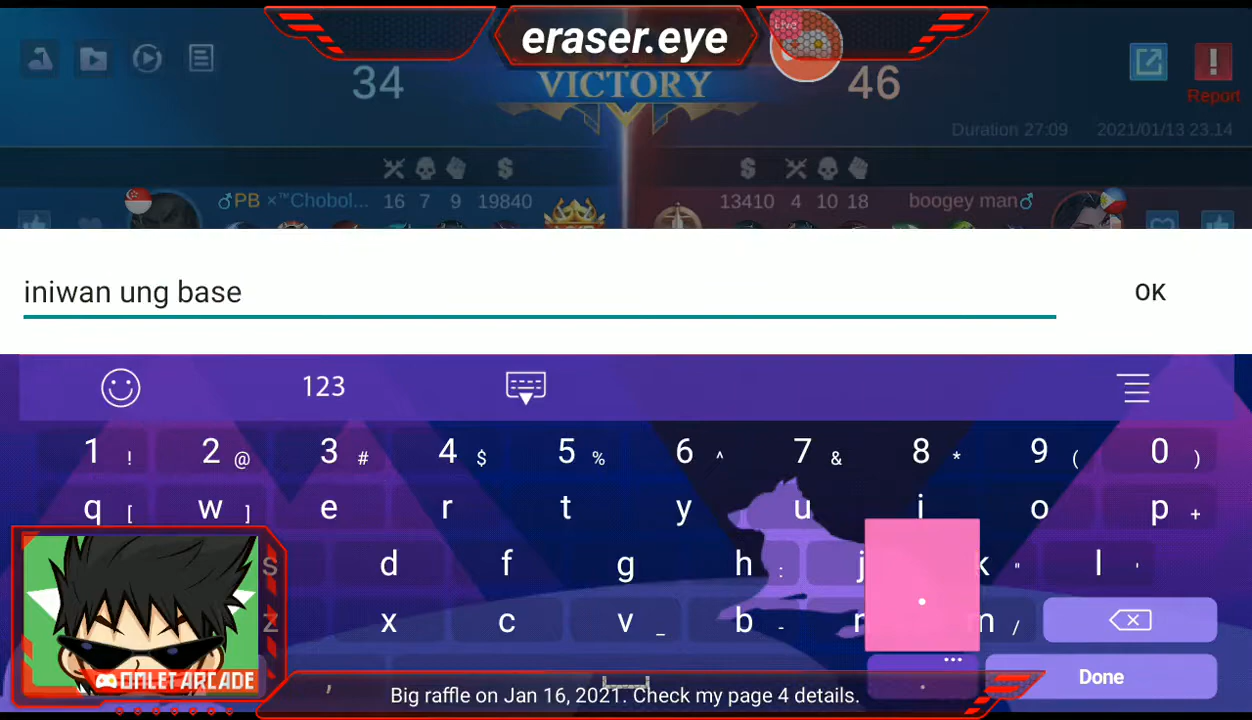 eraser.eye
LIVE
34 VICTORY 46
Report
Duration 27:09 2021/01/13 23.14
$ $
♂PB ×™Chobol... 16 7 9 19840 13410 4 10 18 boogey man♂
iniwan ung base OK
123
1 ! 2 @ 3 # 4 $ 5 % 6 ^ 7 & 8 * 9 ( 0 )
q [ w ] e r t y u i o p +
s d f g h : j k " l '
z x c v _ b - m /
OMLET ARCADE
, . ... Done
Big raffle on Jan 16, 2021. Check my page 4 details.